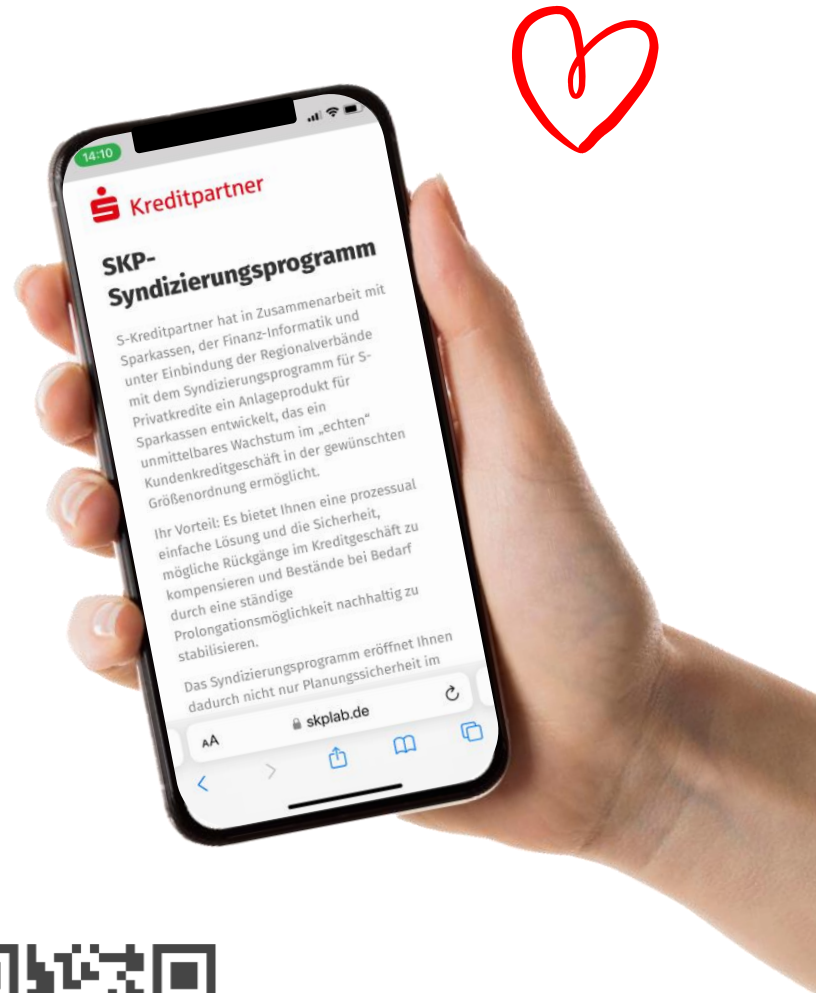 14:10
Kreditpartner
SKP-
Syndizierungsprogramm
S-Kreditpartner hat in Zusammenarbeit mit
Sparkassen, der Finanz-Informatik und
unter Einbindung der Regionalverbände
mit dem Syndizierungsprogramm für S-
Privatkredite ein Anlageprodukt für
Sparkassen entwickelt, das ein
unmittelbares Wachstum im „echten“
Kundenkreditgeschäft in der gewünschten
Größenordnung ermöglicht.
Ihr Vorteil: Es bietet Ihnen eine prozessual
einfache Lösung und die Sicherheit,
mögliche Rückgänge im Kreditgeschäft zu
kompensieren und Bestände bei Bedarf
durch eine ständige
Prolongationsmöglichkeit nachhaltig zu
stabilisieren.
Das Syndizierungsprogramm eröffnet Ihnen
dadurch nicht nur Planungssicherheit im
AA skplab.de